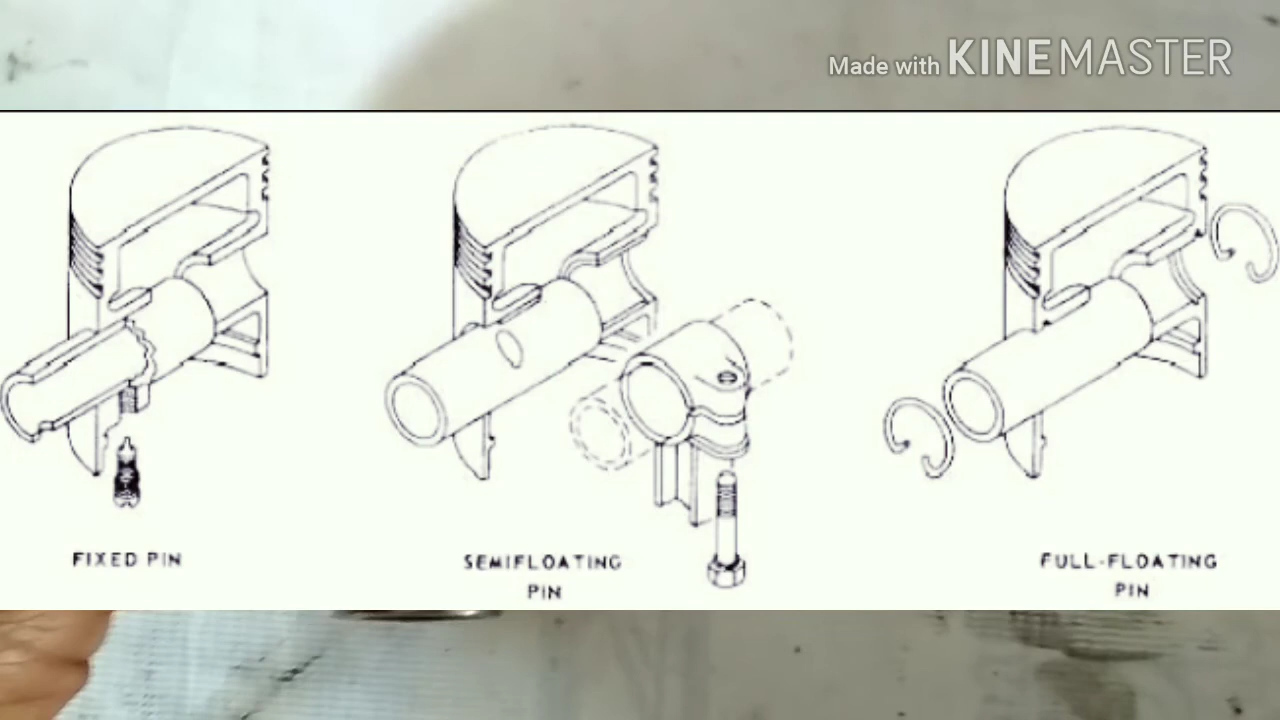 Made with KINEMASTER
FIXED PIN
SEMIFLOATING
PIN
FULL-FLOATING
PIN